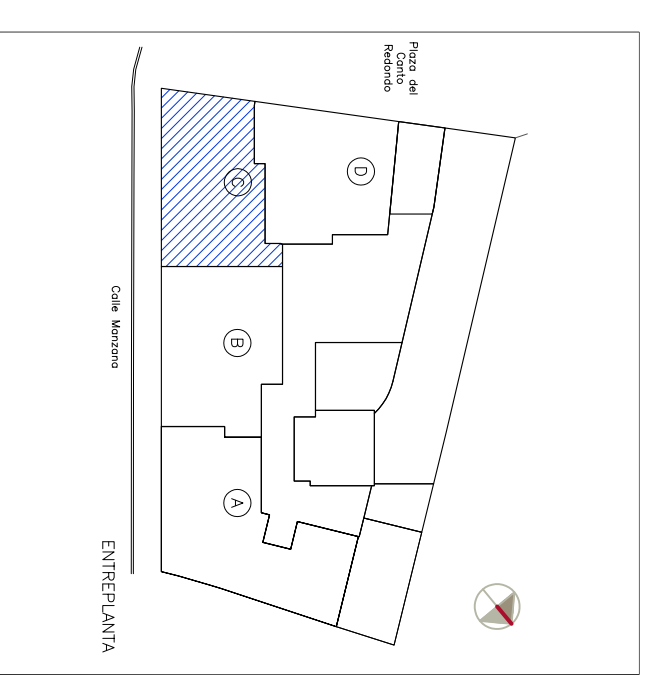 Plaza del
Canto
Redondo
D
C
B
A
Calle Manzana
ENTREPLANTA